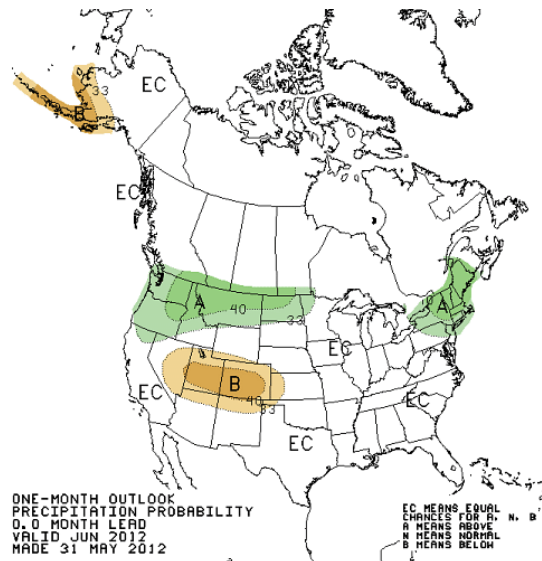 EC
33
B
EC
A
40
33
A
EC
B
40
33
EC
EC
EC
ONE-MONTH OUTLOOK
PRECIPITATION PROBABILITY
0.0 MONTH LEAD
VALID JUN 2012
MADE 31 MAY 2012
EC MEANS EQUAL
CHANCES FOR A, N, B
A MEANS ABOVE
N MEANS NORMAL
B MEANS BELOW